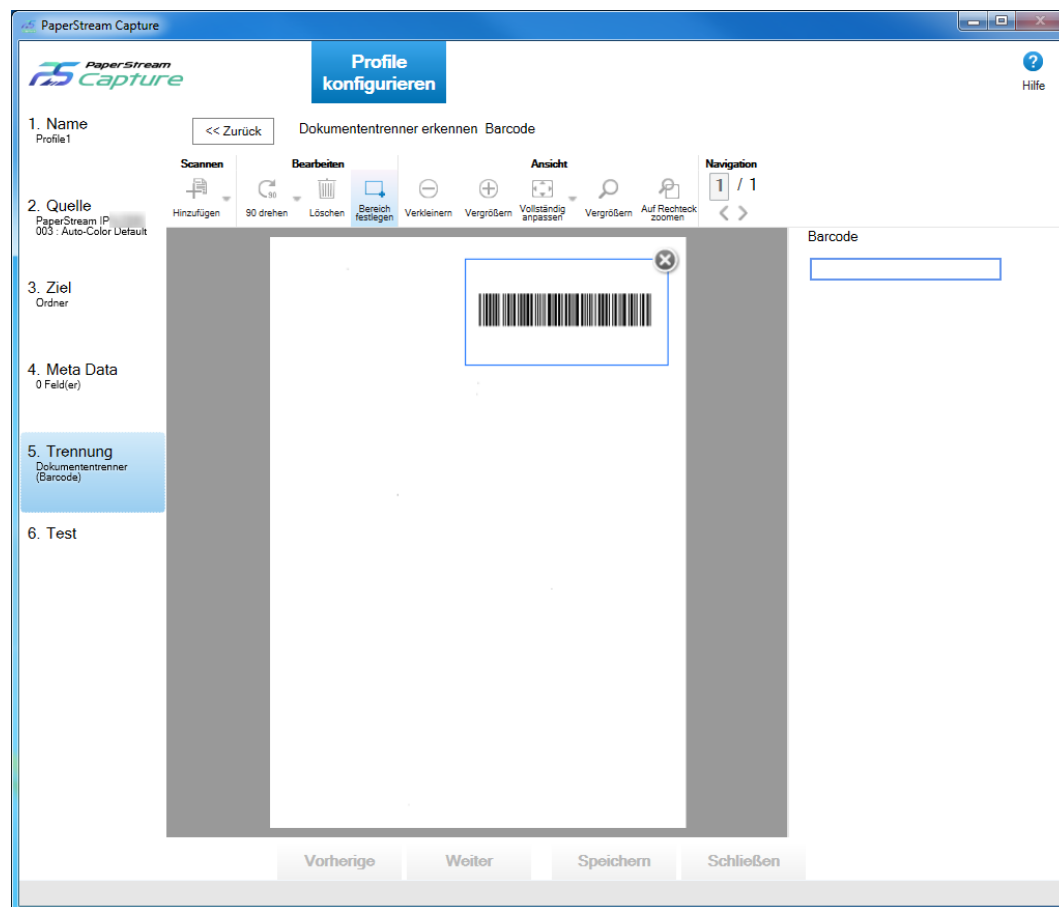 PaperStream Capture
PaperStream
Capture
Profile
konfigurieren
?
Hilfe
1. Name
Profile1
2. Quelle
PaperStream IP
003 : Auto-Color Default
3. Ziel
Ordner
4. Meta Data
0 Feld(er)
5. Trennung
Dokumententrenner
(Barcode)
6. Test
<< Zurück
Dokumententrenner erkennen Barcode
Scannen
Bearbeiten
Ansicht
Navigation
90
1 / 1
Hinzufügen
90 drehen
Löschen
Bereich
festlegen
Verkleinern
Vergrößern
Vollständig
anpassen
Vergrößern
Auf Rechteck
zoomen
Barcode
Vorherige
Weiter
Speichern
Schließen